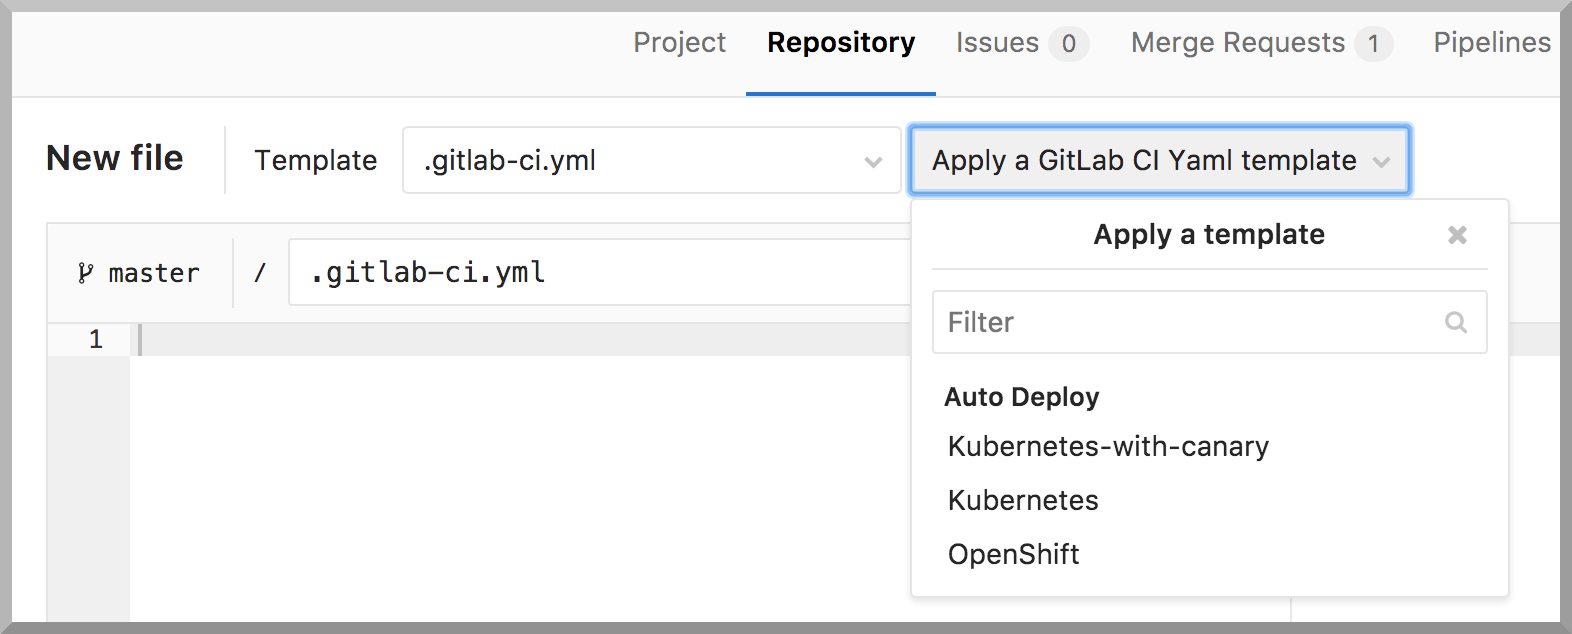 Project Repository Issues 0 Merge Requests 1 Pipelines
New file Template .gitlab-ci.yml Apply a GitLab CI Yaml template
Apply a template
master / .gitlab-ci.yml
Filter
1
Auto Deploy
Kubernetes-with-canary
Kubernetes
OpenShift